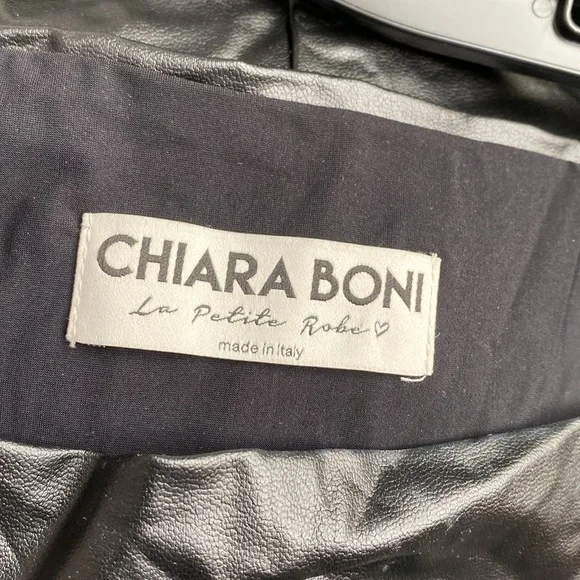 CHIARA BONI
La Petite Robe ♡
made in Italy